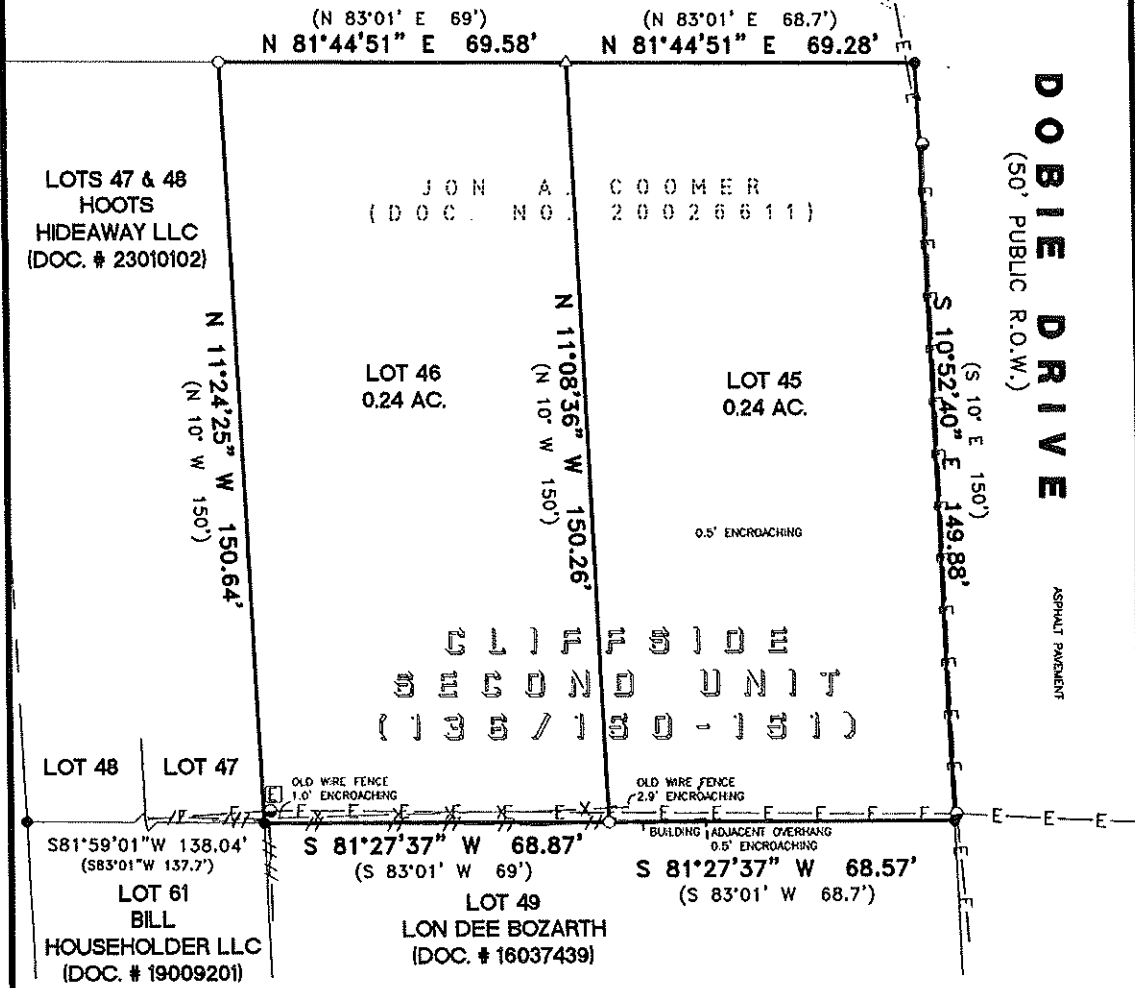 (N 83°01' E 69')
N 81°44'51" E 69.58'
(N 83°01' E 68.7')
N 81°44'51" E 69.28'
DOBIE DRIVE
(50' PUBLIC R.O.W.)
ASPHALT PAVEMENT
LOTS 47 & 48
HOOTS
HIDEAWAY LLC
(DOC. # 23010102)
JON A. COOMER
(DOC. NO. 20026611)
N 11°24'25" W 150.64'
(N 10° W 150')
LOT 46
0.24 AC.
N 11°08'36" W 150.26'
(N 10° W 150')
LOT 45
0.24 AC.
0.5' ENCROACHING
S 10°52'40" E 149.88'
(S 10° E 150')
CLIFFSIDE
SECOND UNIT
(135/150-151)
LOT 48
LOT 47
E
OLD WIRE FENCE
1.0' ENCROACHING
OLD WIRE FENCE
2.9' ENCROACHING
BUILDING
ADJACENT OVERHANG
0.5' ENCROACHING
S81°59'01"W 138.04'
(S83°01"W 137.7')
S 81°27'37" W 68.87'
(S 83°01' W 69')
S 81°27'37" W 68.57'
(S 83°01' W 68.7')
LOT 61
BILL
HOUSEHOLDER LLC
(DOC. # 19009201)
LOT 49
LON DEE BOZARTH
(DOC. # 16037439)